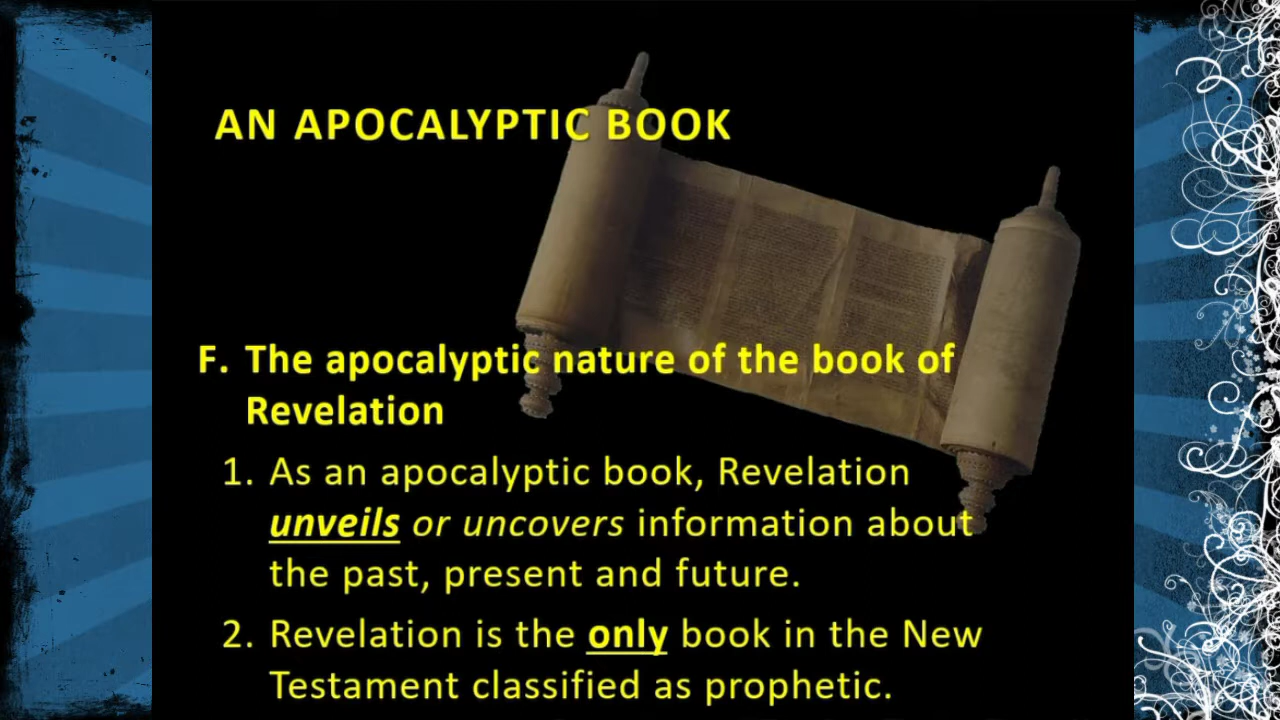 AN APOCALYPTIC BOOK
F. The apocalyptic nature of the book of
Revelation
1. As an apocalyptic book, Revelation
unveils or uncovers information about
the past, present and future.
2. Revelation is the only book in the New
Testament classified as prophetic.